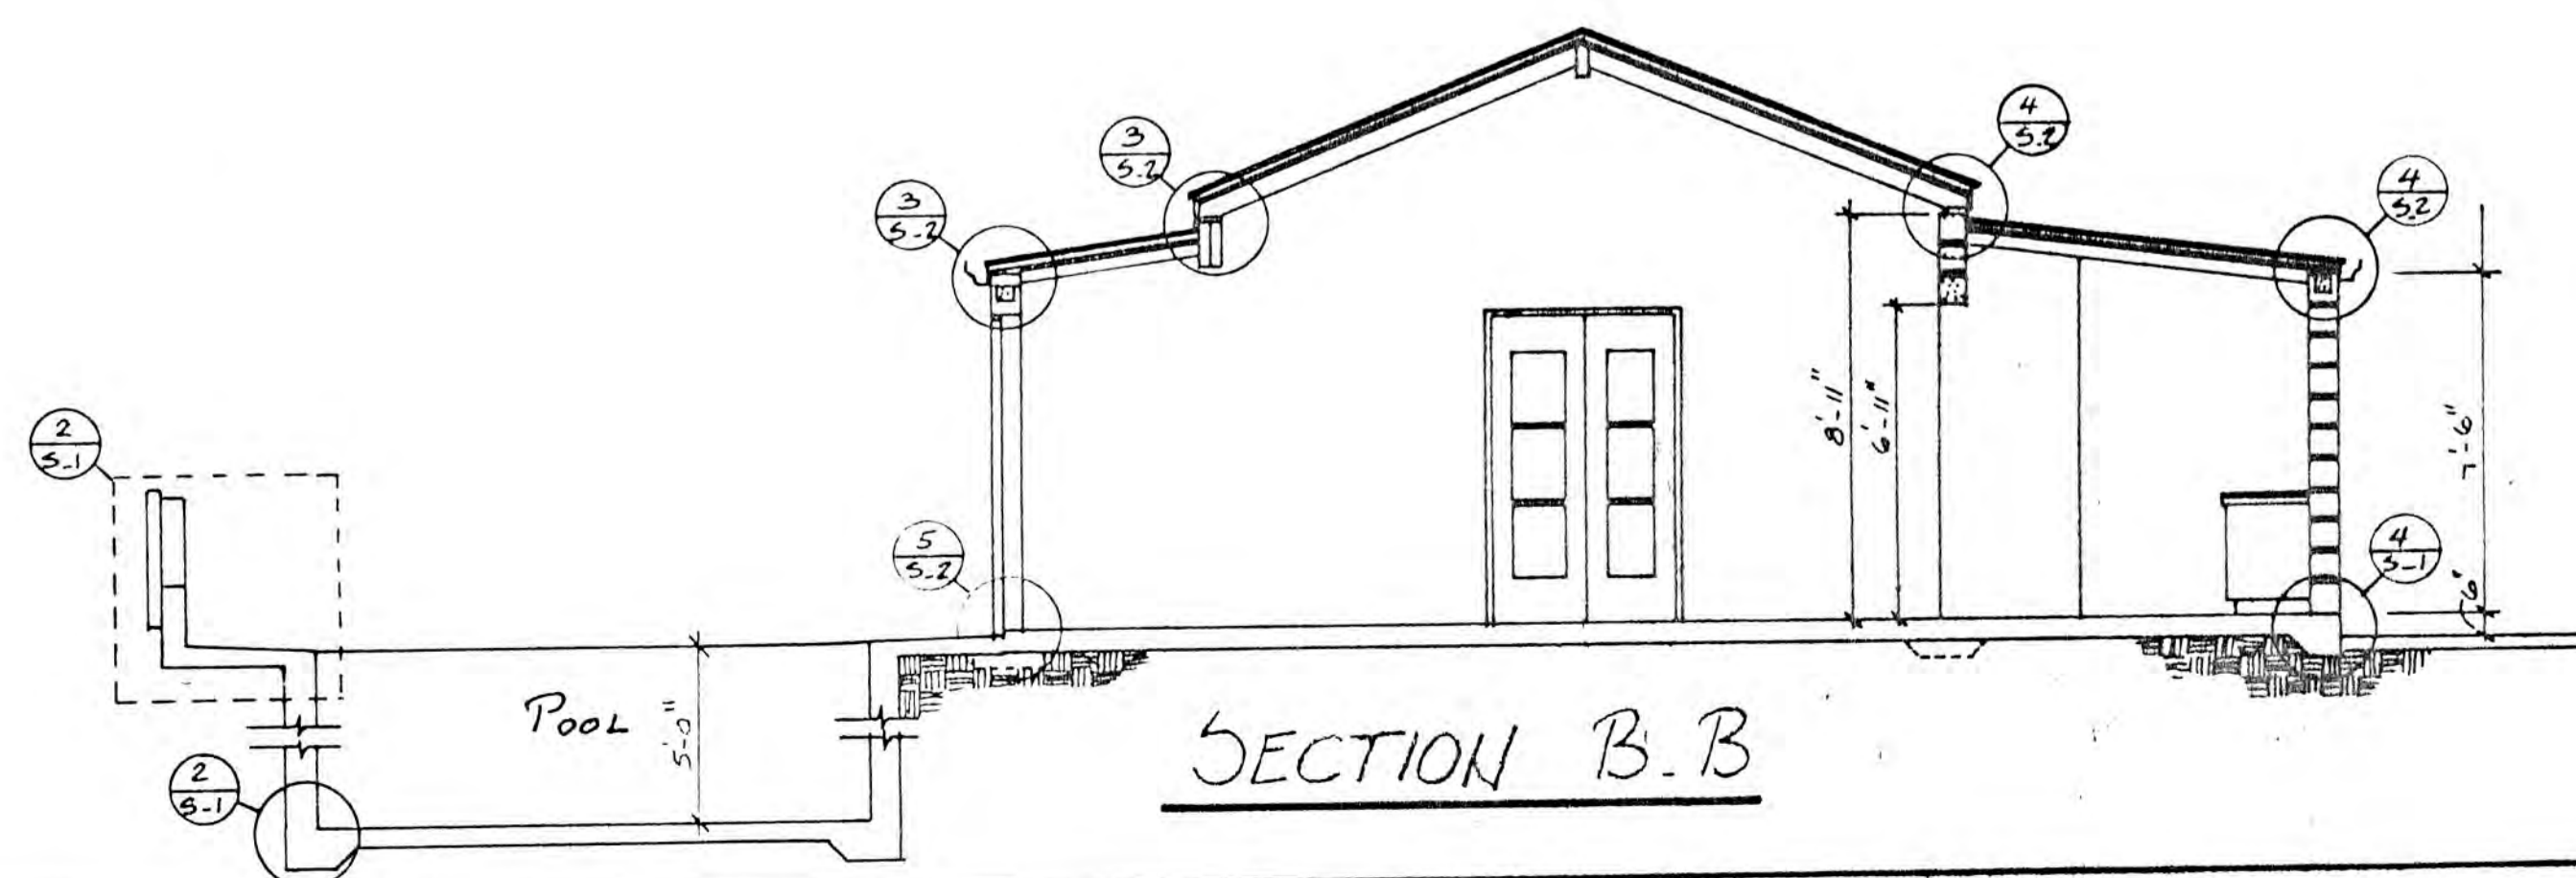 4
S.2
3
S-2
4
S.2
3
S-2
8'-11"
6'-11"
7'-6"
2
S-1
5
S-2
4
S-1
6"
POOL
5'-0"
SECTION B-B
2
S-1